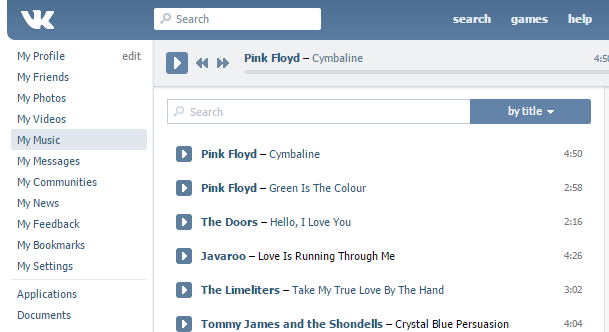 Search
search games help
My Profile edit
My Friends
My Photos
My Videos
My Music
My Messages
My Communities
My News
My Feedback
My Bookmarks
My Settings
Applications
Documents
Pink Floyd – Cymbaline 4:50
Search by title
Pink Floyd – Cymbaline 4:50
Pink Floyd – Green Is The Colour 2:58
The Doors – Hello, I Love You 2:16
Javaroo – Love Is Running Through Me 4:26
The Limeliters – Take My True Love By The Hand 3:02
Tommy James and the Shondells – Crystal Blue Persuasion 4:04